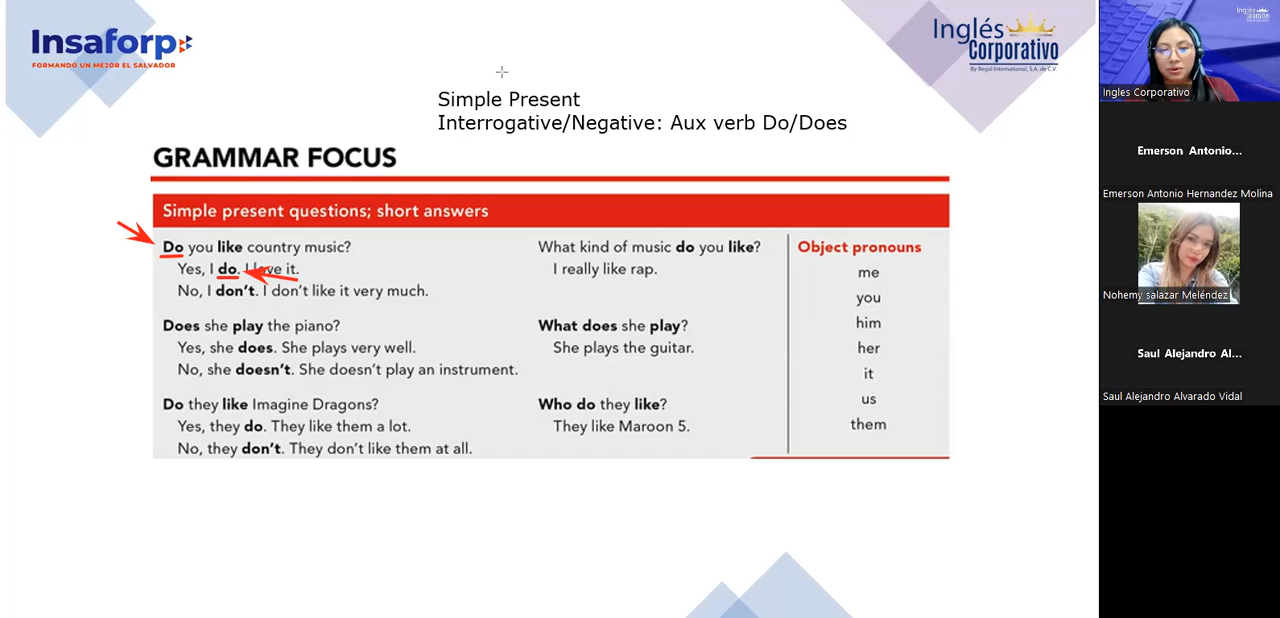 Insaforp
FORMANDO UN MEJOR EL SALVADOR
Inglés
Corporativo
By Regal International, S.A. de C.V.
Simple Present
Interrogative/Negative: Aux verb Do/Does
GRAMMAR FOCUS
Simple present questions; short answers
Do you like country music?
Yes, I do. I love it.
No, I don't. I don't like it very much.
Does she play the piano?
Yes, she does. She plays very well.
No, she doesn't. She doesn't play an instrument.
Do they like Imagine Dragons?
Yes, they do. They like them a lot.
No, they don't. They don't like them at all.
What kind of music do you like?
I really like rap.
What does she play?
She plays the guitar.
Who do they like?
They like Maroon 5.
Object pronouns
me
you
him
her
it
us
them
Ingles Corporativo
Emerson Antonio...
Emerson Antonio Hernandez Molina
Nohemy salazar Meléndez
Saul Alejandro Al...
Saul Alejandro Alvarado Vidal